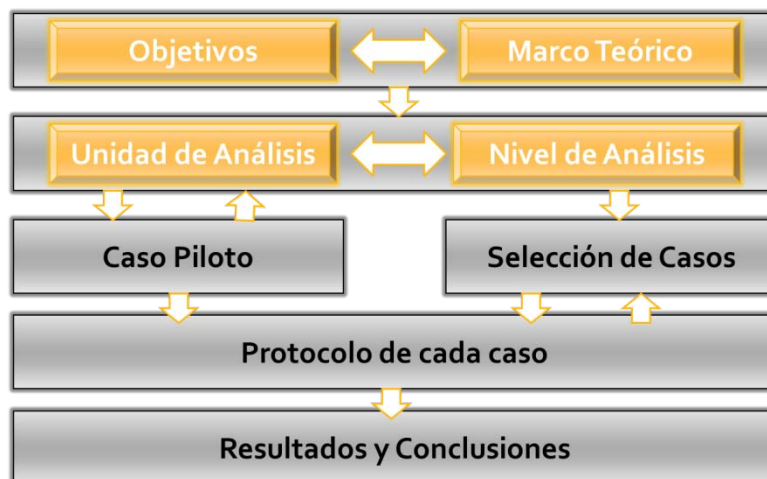 Objetivos
Marco Teórico
Unidad de Análisis
Nivel de Análisis
Caso Piloto
Selección de Casos
Protocolo de cada caso
Resultados y Conclusiones